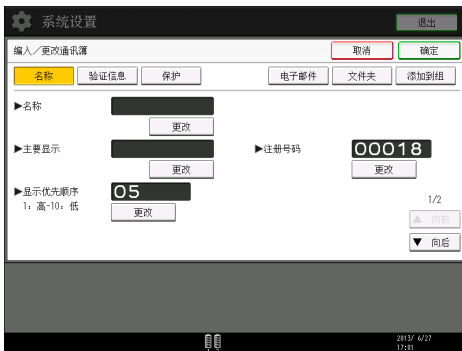 系统设置
退出
编入／更改通讯簿
取消
确定
名称
验证信息
保护
电子邮件
文件夹
添加到组
▶名称
更改
▶主要显示
更改
▶注册号码
00018
更改
▶显示优先顺序
1：高-10：低
05
更改
1/2
▲ 向前
▼ 向后
2013/ 6/27
17:01